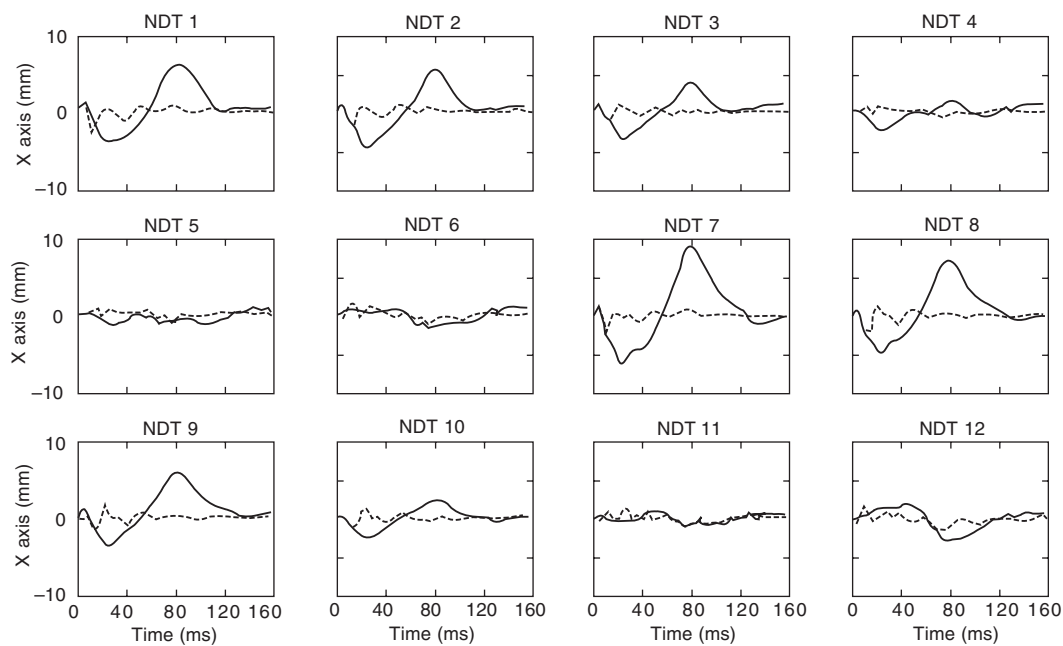 NDT 1 NDT 2 NDT 3 NDT 4
10
0
–10
X axis (mm)
NDT 5 NDT 6 NDT 7 NDT 8
10
0
–10
X axis (mm)
NDT 9 NDT 10 NDT 11 NDT 12
10
0
–10
X axis (mm)
0 40 80 120 160 0 40 80 120 160 0 40 80 120 160 0 40 80 120 160
Time (ms) Time (ms) Time (ms) Time (ms)